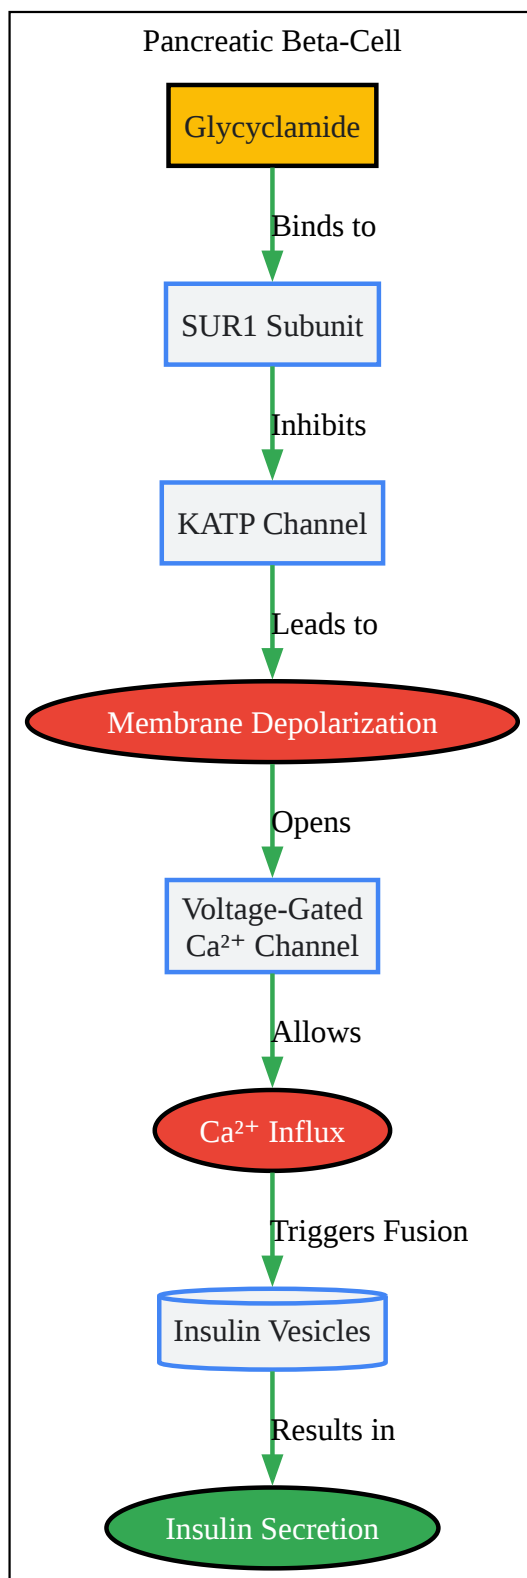 Pancreatic Beta-Cell
Glycyclamide
Binds to
SUR1 Subunit
Inhibits
KATP Channel
Leads to
Membrane Depolarization
Opens
Voltage-Gated
Ca²⁺ Channel
Allows
Ca²⁺ Influx
Triggers Fusion
Insulin Vesicles
Results in
Insulin Secretion